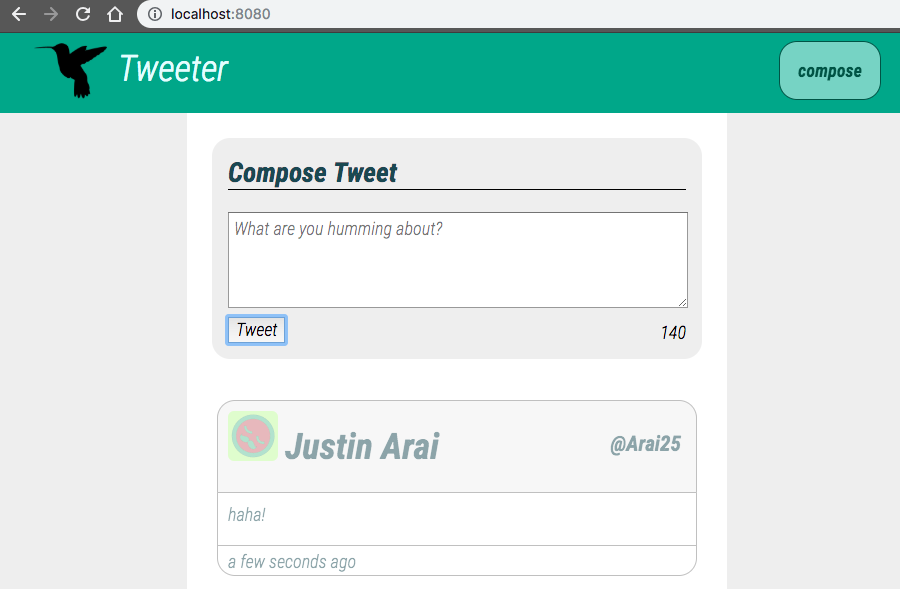 localhost:8080
Tweeter
compose
Compose Tweet
What are you humming about?
Tweet
140
Justin Arai
@Arai25
haha!
a few seconds ago